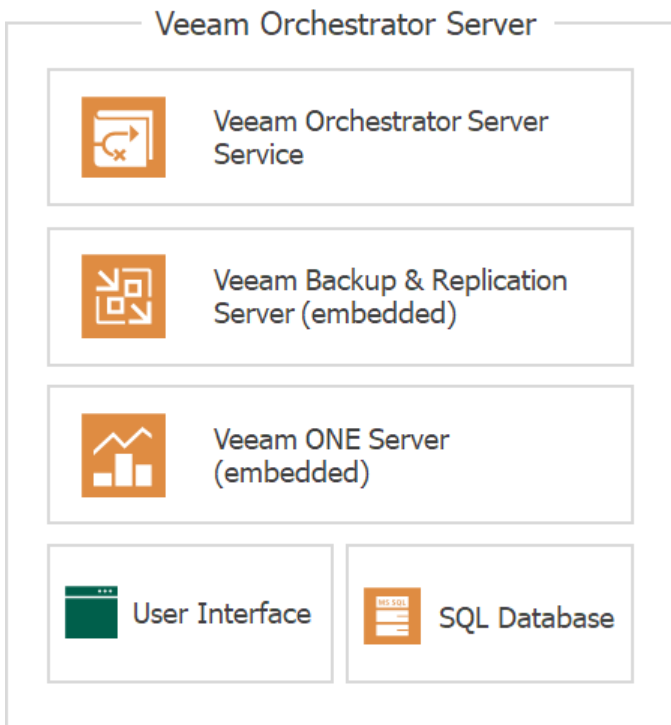 Veeam Orchestrator Server
Veeam Orchestrator Server
Service
Veeam Backup & Replication
Server (embedded)
Veeam ONE Server
(embedded)
User Interface
MS SQL
SQL Database